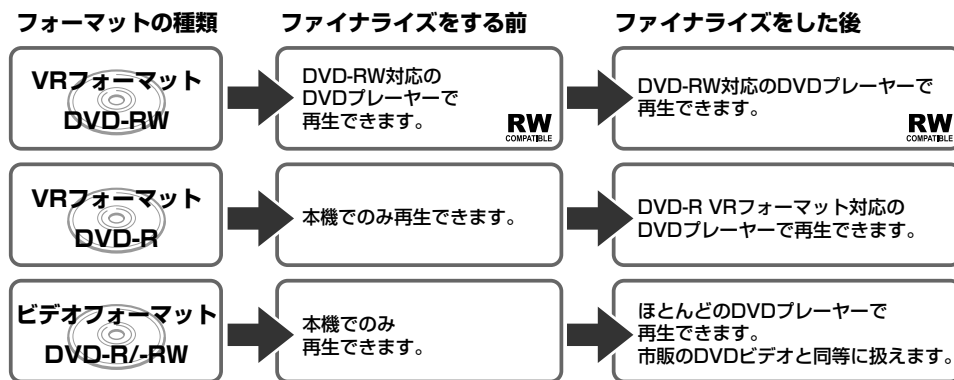 フォーマットの種類
ファイナライズをする前
ファイナライズをした後
VRフォーマット
DVD-RW
DVD-RW対応の
DVDプレーヤーで
再生できます。
RW
COMPATIBLE
DVD-RW対応のDVDプレーヤーで
再生できます。
RW
COMPATIBLE
VRフォーマット
DVD-R
本機でのみ再生できます。
DVD-R VRフォーマット対応の
DVDプレーヤーで再生できます。
ビデオフォーマット
DVD-R/-RW
本機でのみ
再生できます。
ほとんどのDVDプレーヤーで
再生できます。
市販のDVDビデオと同等に扱えます。